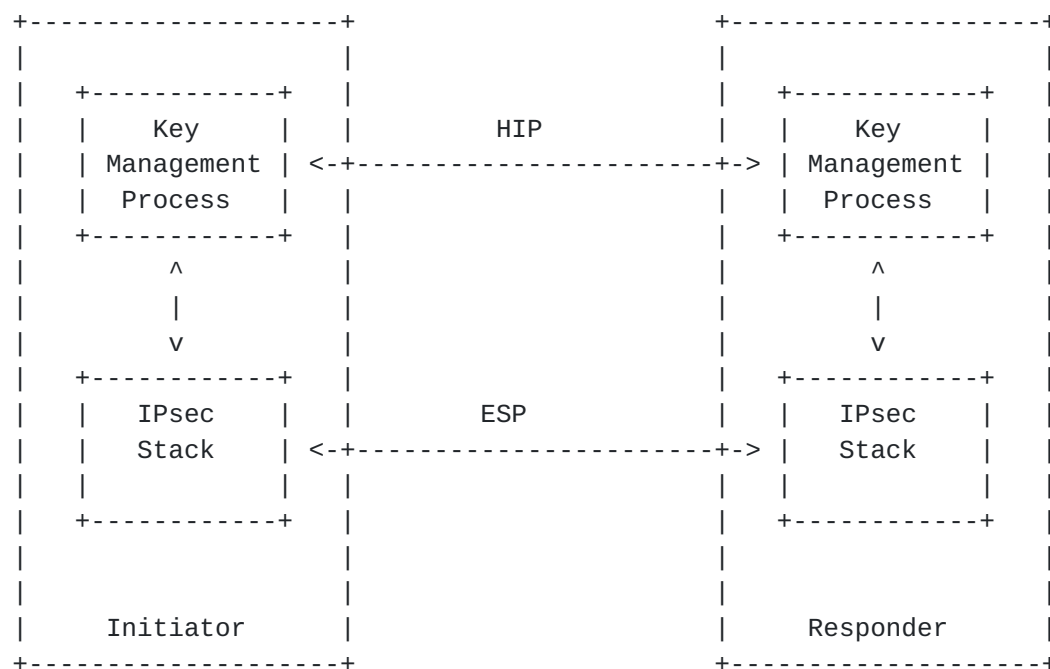 Key
Management
Process
HIP
Key
Management
Process
IPsec
Stack
ESP
IPsec
Stack
Initiator
Responder